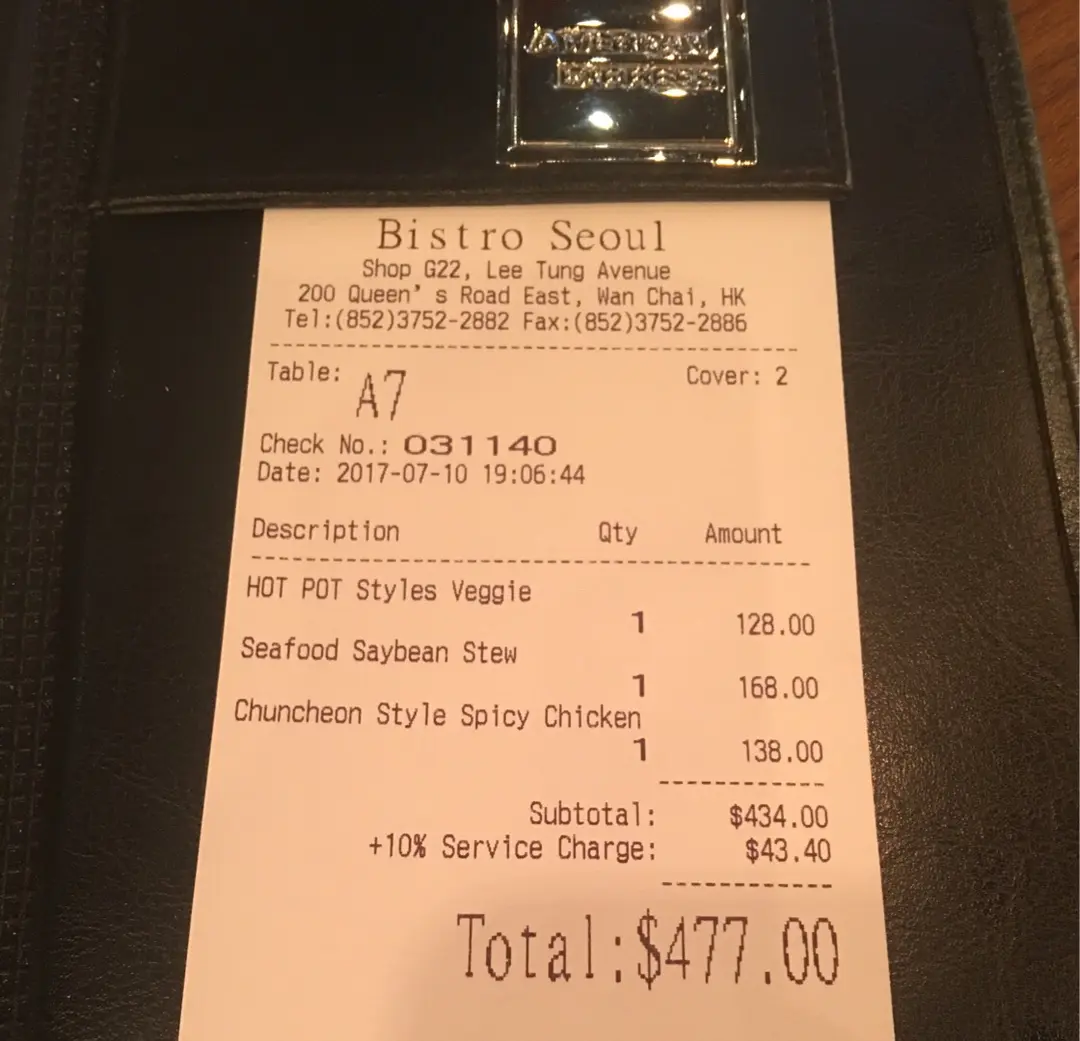 AMERICAN
EXPRESS
Bistro Seoul
Shop G22, Lee Tung Avenue
200 Queen' s Road East, Wan Chai, HK
Tel:(852)3752-2882 Fax:(852)3752-2886
Table: A7 Cover: 2
Check No.: 031140
Date: 2017-07-10 19:06:44
Description Qty Amount
HOT POT Styles Veggie
1 128.00
Seafood Saybean Stew
1 168.00
Chuncheon Style Spicy Chicken
1 138.00
Subtotal: $434.00
+10% Service Charge: $43.40
Total:$477.00